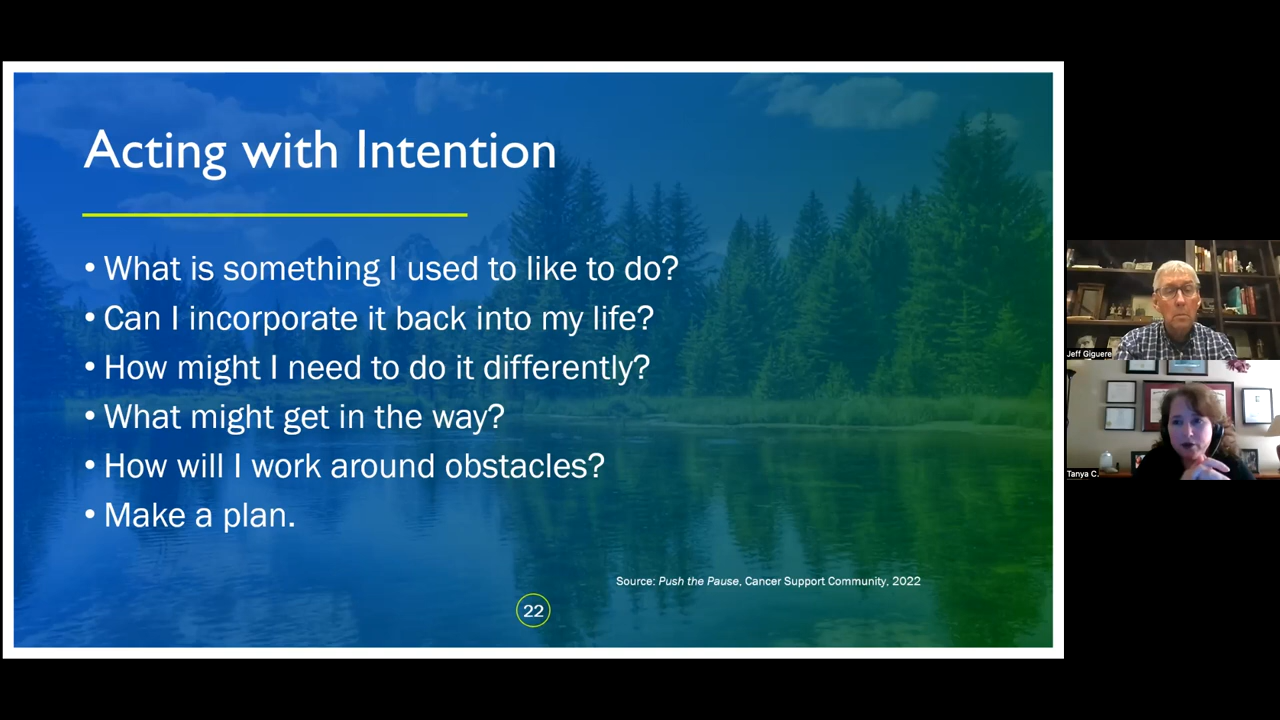 Acting with Intention
• What is something I used to like to do?
• Can I incorporate it back into my life?
• How might I need to do it differently?
• What might get in the way?
• How will I work around obstacles?
• Make a plan.
Source: Push the Pause, Cancer Support Community, 2022
22
Jeff Giguere
Tanya C.